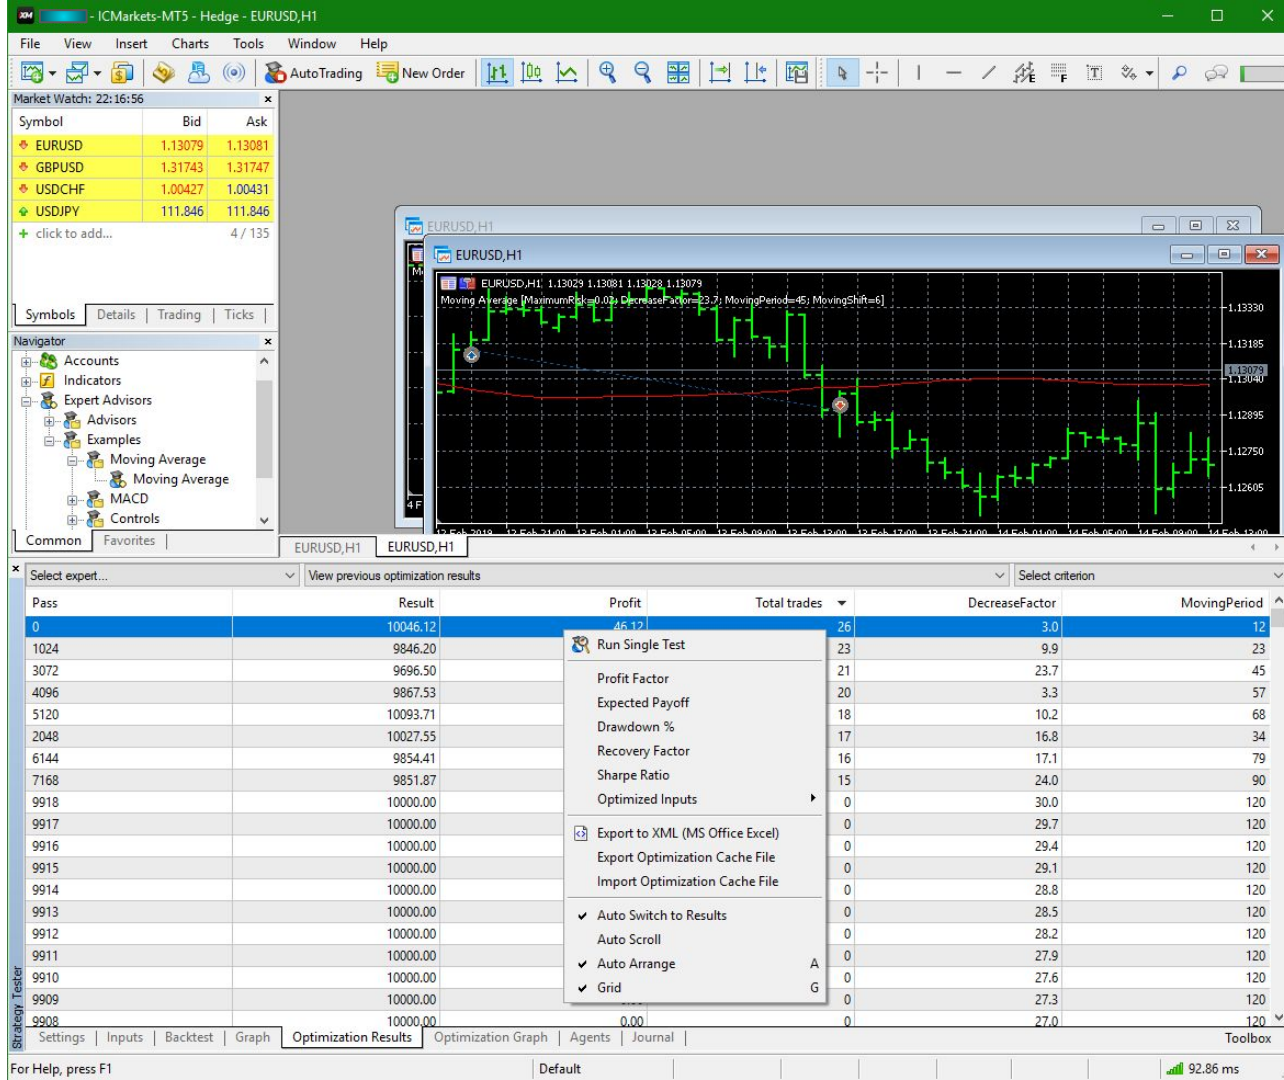 XM - ICMarkets-MT5 - Hedge - EURUSD,H1
File View Insert Charts Tools Window Help
AutoTrading New Order
Market Watch: 22:16:56
Symbol Bid Ask
EURUSD 1.13079 1.13081
GBPUSD 1.31743 1.31747
USDCHF 1.00427 1.00431
USDJPY 111.846 111.846
+ click to add... 4 / 135
Symbols Details | Trading | Ticks |
Navigator
Accounts
Indicators
Expert Advisors
Advisors
Examples
Moving Average
Moving Average
MACD
Controls
Common Favorites |
EURUSD,H1
EURUSD,H1
EURUSD,H1 1.13029 1.13081 1.13028 1.13079
Moving Average [MaximumRisk=0.02; DecreaseFactor=23.7; MovingPeriod=45; MovingShift=6]
1.13330
1.13185
1.13079
1.13040
1.12895
1.12750
1.12605
EURUSD,H1 EURUSD,H1
Select expert... View previous optimization results Select criterion
Pass Result Profit Total trades DecreaseFactor MovingPeriod
0 10046.12 46.12 26 3.0 12
1024 9846.20 23 9.9 23
3072 9696.50 21 23.7 45
4096 9867.53 20 3.3 57
5120 10093.71 18 10.2 68
2048 10027.55 17 16.8 34
6144 9854.41 16 17.1 79
7168 9851.87 15 24.0 90
9918 10000.00 0 30.0 120
9917 10000.00 0 29.7 120
9916 10000.00 0 29.4 120
9915 10000.00 0 29.1 120
9914 10000.00 0 28.8 120
9913 10000.00 0 28.5 120
9912 10000.00 0 28.2 120
9911 10000.00 0 27.9 120
9910 10000.00 0 27.6 120
9909 10000.00 0 27.3 120
9908 10000.00 0.00 0 27.0 120
Run Single Test
Profit Factor
Expected Payoff
Drawdown %
Recovery Factor
Sharpe Ratio
Optimized Inputs
Export to XML (MS Office Excel)
Export Optimization Cache File
Import Optimization Cache File
Auto Switch to Results
Auto Scroll
Auto Arrange A
Grid G
Strategy Tester
Settings | Inputs | Backtest | Graph | Optimization Results Optimization Graph | Agents | Journal | Toolbox
For Help, press F1 Default 92.86 ms